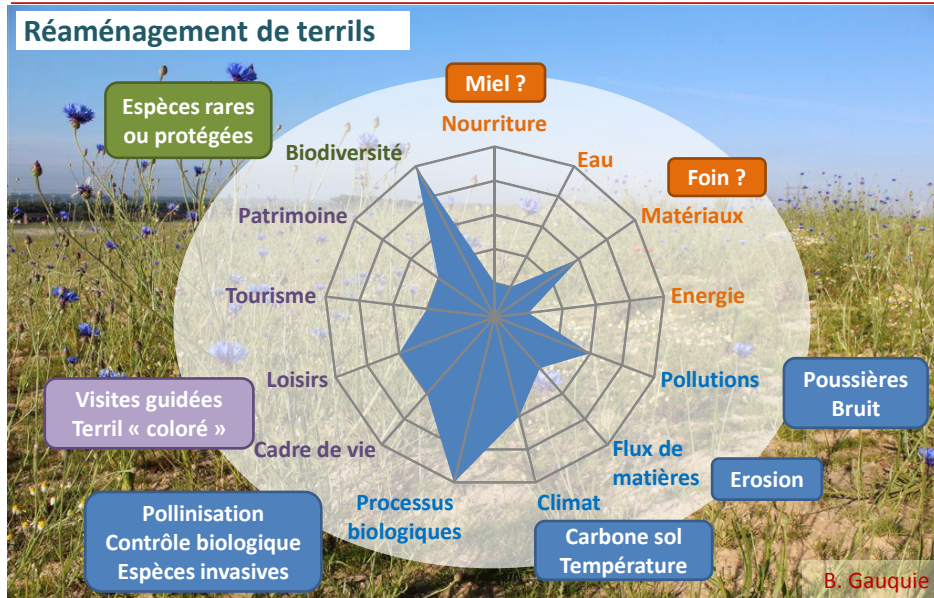 Réaménagement de terrils
Miel ?
Nourriture
Espèces rares
ou protégées
Biodiversité
Eau
Foin ?
Patrimoine
Matériaux
Tourisme
Energie
Loisirs
Pollutions
Poussières
Bruit
Visites guidées
Terril « coloré »
Cadre de vie
Flux de
matières
Erosion
Processus
biologiques
Climat
Pollinisation
Contrôle biologique
Espèces invasives
Carbone sol
Température
B. Gauquie